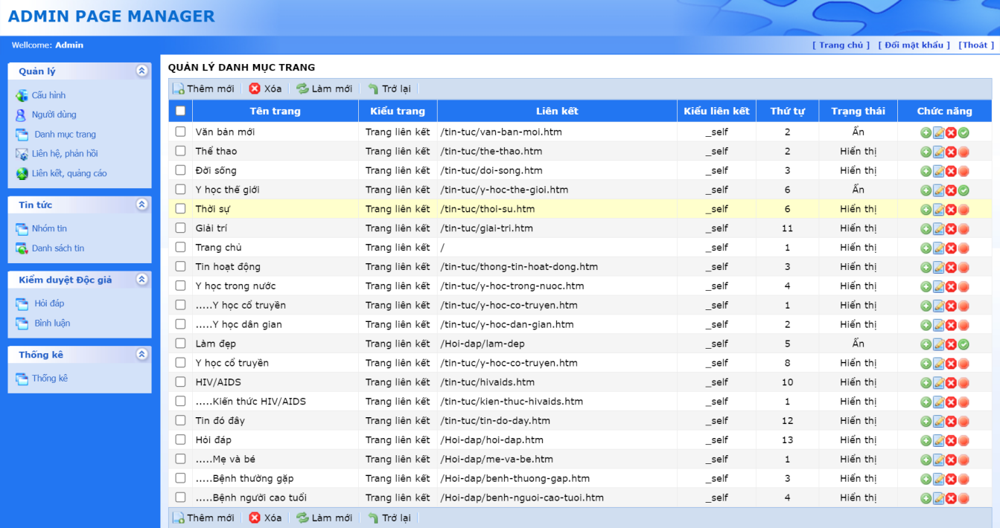 ADMIN PAGE MANAGER
Wellcome: Admin
[ Trang chủ ] [ Đổi mật khẩu ] [Thoát ]
Quản lý
Cấu hình
Người dùng
Danh mục trang
Liên hệ, phản hồi
Liên kết, quảng cáo
Tin tức
Nhóm tin
Danh sách tin
Kiểm duyệt Độc giả
Hỏi đáp
Bình luận
Thống kê
Thống kê
QUẢN LÝ DANH MỤC TRANG
Thêm mới Xóa Làm mới Trở lại
Tên trang Kiểu trang Liên kết Kiểu liên kết Thứ tự Trạng thái Chức năng
Văn bản mới Trang liên kết /tin-tuc/van-ban-moi.htm _self 2 Ẩn
Thể thao Trang liên kết /tin-tuc/the-thao.htm _self 2 Hiển thị
Đời sống Trang liên kết /tin-tuc/doi-song.htm _self 3 Hiển thị
Y học thế giới Trang liên kết /tin-tuc/y-hoc-the-gioi.htm _self 6 Ẩn
Thời sự Trang liên kết /tin-tuc/thoi-su.htm _self 6 Hiển thị
Giải trí Trang liên kết /tin-tuc/giai-tri.htm _self 11 Hiển thị
Trang chủ Trang liên kết / _self 1 Hiển thị
Tin hoạt động Trang liên kết /tin-tuc/thong-tin-hoat-dong.htm _self 3 Hiển thị
Y học trong nước Trang liên kết /tin-tuc/y-hoc-trong-nuoc.htm _self 4 Hiển thị
.....Y học cổ truyền Trang liên kết /tin-tuc/y-hoc-co-truyen.htm _self 1 Hiển thị
.....Y học dân gian Trang liên kết /tin-tuc/y-hoc-dan-gian.htm _self 2 Hiển thị
Làm đẹp Trang liên kết /Hoi-dap/lam-dep _self 5 Ẩn
Y học cổ truyền Trang liên kết /tin-tuc/y-hoc-co-truyen.htm _self 8 Hiển thị
HIV/AIDS Trang liên kết /tin-tuc/hivaids.htm _self 10 Hiển thị
.....Kiến thức HIV/AIDS Trang liên kết /tin-tuc/kien-thuc-hivaids.htm _self 1 Hiển thị
Tin đó đây Trang liên kết /tin-tuc/tin-do-day.htm _self 12 Hiển thị
Hỏi đáp Trang liên kết /Hoi-dap/hoi-dap.htm _self 13 Hiển thị
.....Mẹ và bé Trang liên kết /Hoi-dap/me-va-be.htm _self 1 Hiển thị
.....Bệnh thường gặp Trang liên kết /Hoi-dap/benh-thuong-gap.htm _self 3 Hiển thị
.....Bệnh người cao tuổi Trang liên kết /Hoi-dap/benh-nguoi-cao-tuoi.htm _self 4 Hiển thị
Thêm mới Xóa Làm mới Trở lại